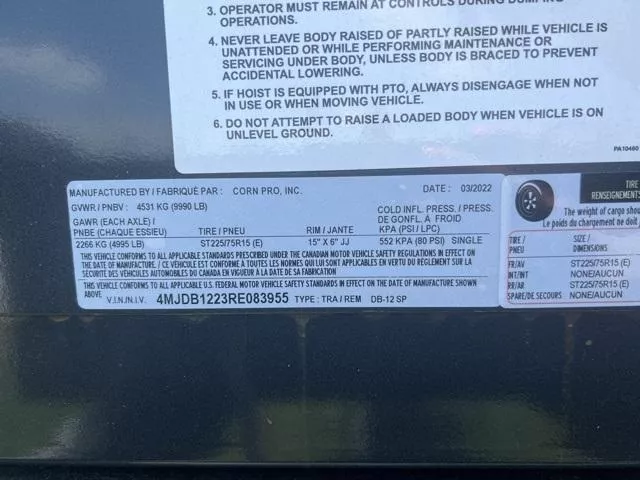 3. OPERATOR MUST REMAIN AT CONTROLS DURING DUMPING
OPERATIONS.
4. NEVER LEAVE BODY RAISED OF PARTLY RAISED WHILE VEHICLE IS
UNATTENDED OR WHILE PERFORMING MAINTENANCE OR
SERVICING UNDER BODY, UNLESS BODY IS BRACED TO PREVENT
ACCIDENTAL LOWERING.
5. IF HOIST IS EQUIPPED WITH PTO, ALWAYS DISENGAGE WHEN NOT
IN USE OR WHEN MOVING VEHICLE.
6. DO NOT ATTEMPT TO RAISE A LOADED BODY WHEN VEHICLE IS ON
UNLEVEL GROUND.
PA10460
MANUFACTURED BY / FABRIQUÉ PAR : CORN PRO, INC. DATE : 03/2022
GVWR / PNBV : 4531 KG (9990 LB)
GAWR (EACH AXLE) / COLD INFL. PRESS. / PRESS.
DE GONFL. A FROID
PNBE (CHAQUE ESSIEU) TIRE / PNEU RIM / JANTE KPA (PSI / LPC)
2266 KG (4995 LB) ST225/75R15 (E) 15" X 6" JJ 552 KPA (80 PSI) SINGLE
THIS VEHICLE CONFORMS TO ALL APPLICABLE STANDARDS PRESCRIBED UNDER THE CANADIAN MOTOR VEHICLE SAFETY REGULATIONS
IN EFFECT ON THE DATE OF MANUFACTURE. / CE VÉHICULE EST CONFORME À TOUTES LES NORMES QUI LUI SONT APPLICABLES EN VERTU DU RÈGLEMENT SUR LA
SÉCURITÉ DES VÉHICULES AUTOMOBILES DU CANADA EN VIGUEUR À LA DATE DE SA FABRICATION
THIS VEHICLE CONFORMS TO ALL APPLICABLE U.S. FEDERAL MOTOR VEHICLE SAFETY STANDARDS IN EFFECT ON THE DATE OF MANUFACTURE SHOWN
ABOVE
V.I.N./N.I.V. 4MJDB1223RE083955 TYPE : TRA / REM DB-12 SP
TIRE
RENSEIGNEMENTS
The weight of cargo shou
Le poids du chargement ne doit
TIRE / PNEU SIZE / DIMENSIONS
FR/AV ST225/75R15 (E)
INT/INT NONE/AUCUN
RR/AR ST225/75R15 (E)
SPARE/DE SECOURS NONE/AUCUN